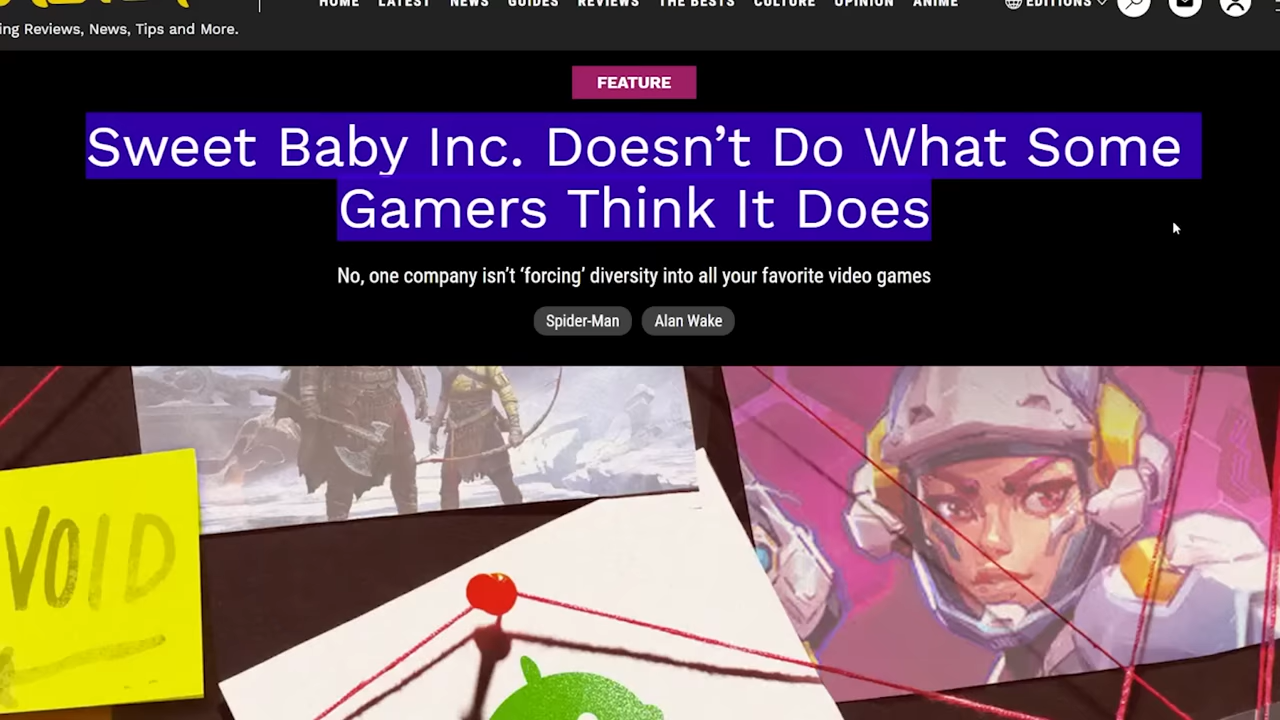 HOME LATEST NEWS GUIDES REVIEWS THE BESTS CULTURE OPINION ANIME EDITIONS
ing Reviews, News, Tips and More.
FEATURE
Sweet Baby Inc. Doesn’t Do What Some
Gamers Think It Does
No, one company isn’t ‘forcing’ diversity into all your favorite video games
Spider-Man Alan Wake
VOID